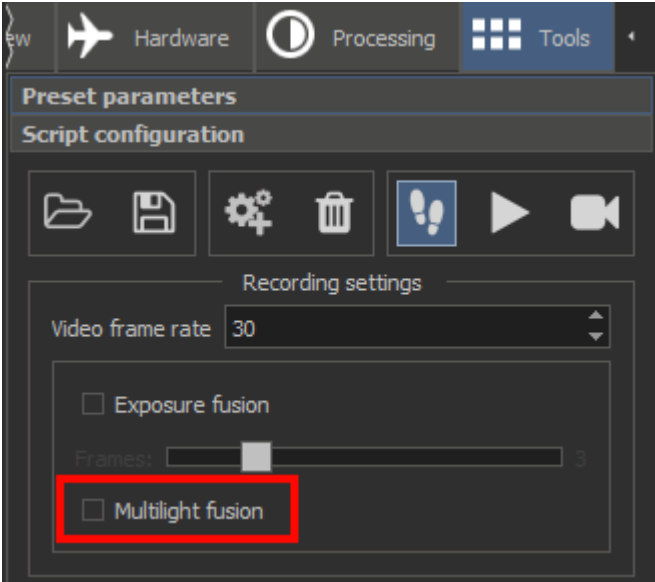 ew Hardware Processing Tools
Preset parameters
Script configuration
Recording settings
Video frame rate 30
Exposure fusion
Frames: 3
Multilight fusion